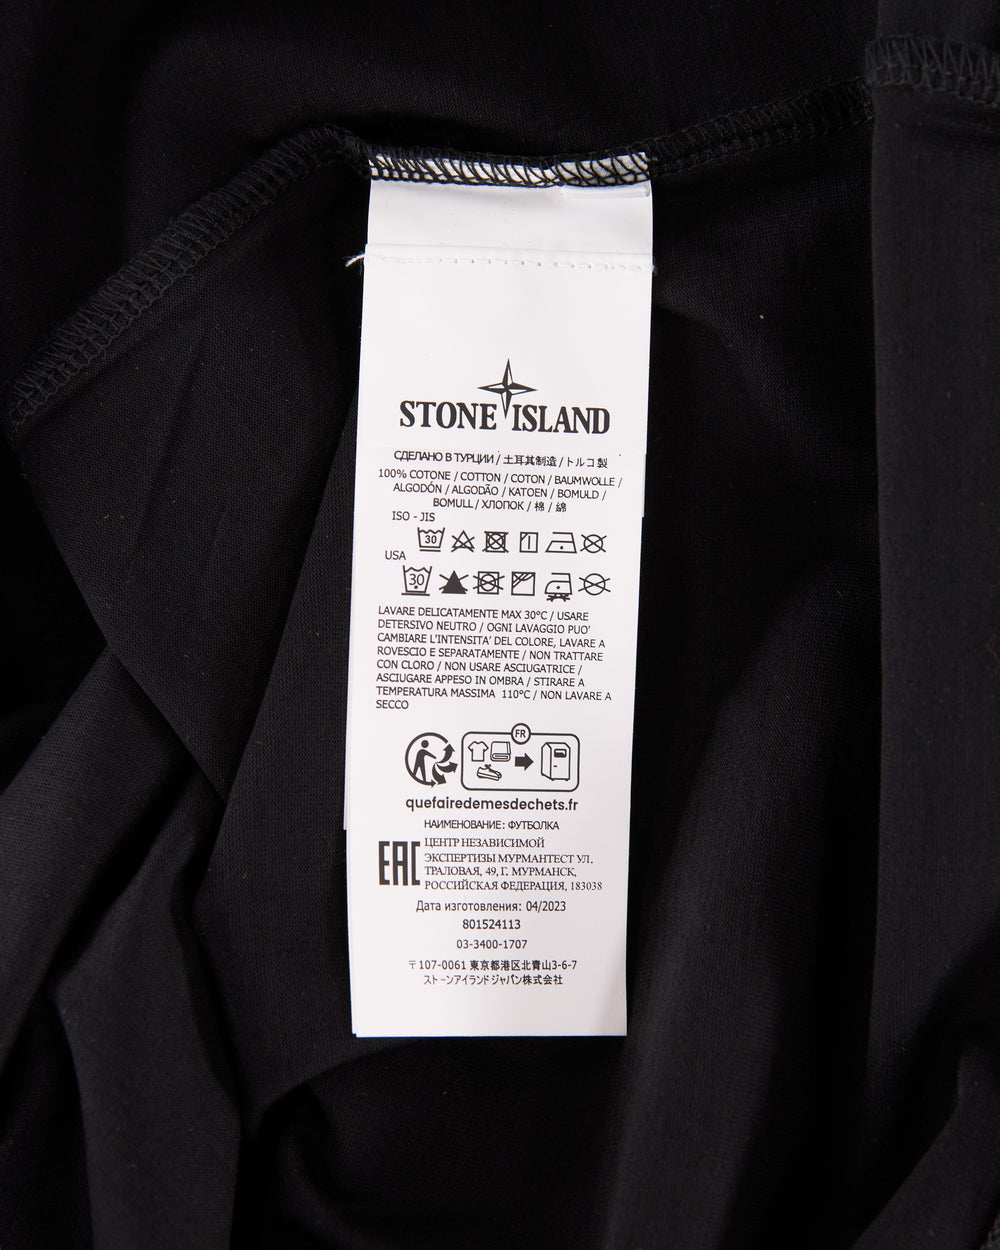 STONE ISLAND
СДЕЛАНО В ТУРЦИИ / 土耳其制造 / トルコ製
100% COTONE / COTTON / COTON / BAUMWOLLE /
ALGODÓN / ALGODÃO / KATOEN / BOMULD /
BOMULL / ХЛОПОК / 棉 / 綿
ISO - JIS
30
USA
30
LAVARE DELICATAMENTE MAX 30°C / USARE
DETERSIVO NEUTRO / OGNI LAVAGGIO PUO'
CAMBIARE L'INTENSITA' DEL COLORE, LAVARE A
ROVESCIO E SEPARATAMENTE / NON TRATTARE
CON CLORO / NON USARE ASCIUGATRICE /
ASCIUGARE APPESO IN OMBRA / STIRARE A
TEMPERATURA MASSIMA 110°C / NON LAVARE A
SECCO
FR
quefairedemesdechets.fr
НАИМЕНОВАНИЕ: ФУТБОЛКА
EAC
ЦЕНТР НЕЗАВИСИМОЙ
ЭКСПЕРТИЗЫ МУРМАНТЕСТ УЛ.
ТРАЛОВАЯ, 49, Г. МУРМАНСК,
РОССИЙСКАЯ ФЕДЕРАЦИЯ, 183038
Дата изготовления: 04/2023
801524113
03-3400-1707
〒107-0061 東京都港区北青山3-6-7
ストーンアイランドジャパン株式会社